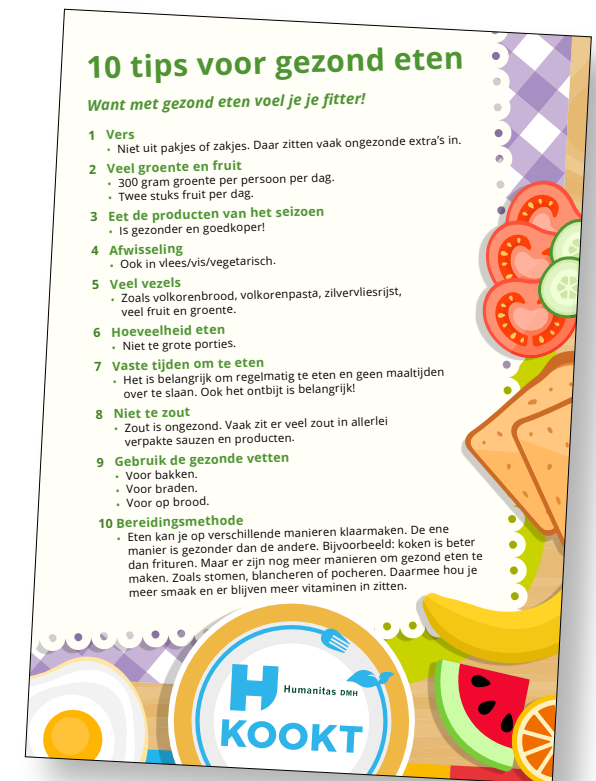 10 tips voor gezond eten
Want met gezond eten voel je je fitter!
1 Vers
• Niet uit pakjes of zakjes. Daar zitten vaak ongezonde extra's in.
2 Veel groente en fruit
• 300 gram groente per persoon per dag.
• Twee stuks fruit per dag.
3 Eet de producten van het seizoen
• Is gezonder en goedkoper!
4 Afwisseling
• Ook in vlees/vis/vegetarisch.
5 Veel vezels
• Zoals volkorenbrood, volkorenpasta, zilvervliesrijst,
veel fruit en groente.
6 Hoeveelheid eten
• Niet te grote porties.
7 Vaste tijden om te eten
• Het is belangrijk om regelmatig te eten en geen maaltijden
over te slaan. Ook het ontbijt is belangrijk!
8 Niet te zout
• Zout is ongezond. Vaak zit er veel zout in allerlei
verpakte sauzen en producten.
9 Gebruik de gezonde vetten
• Voor bakken.
• Voor braden.
• Voor op brood.
10 Bereidingsmethode
• Eten kan je op verschillende manieren klaarmaken. De ene
manier is gezonder dan de andere. Bijvoorbeeld: koken is beter
dan frituren. Maar er zijn nog meer manieren om gezond eten te
maken. Zoals stomen, blancheren of pocheren. Daarmee hou je
meer smaak en er blijven meer vitaminen in zitten.
H Humanitas DMH
KOOKT